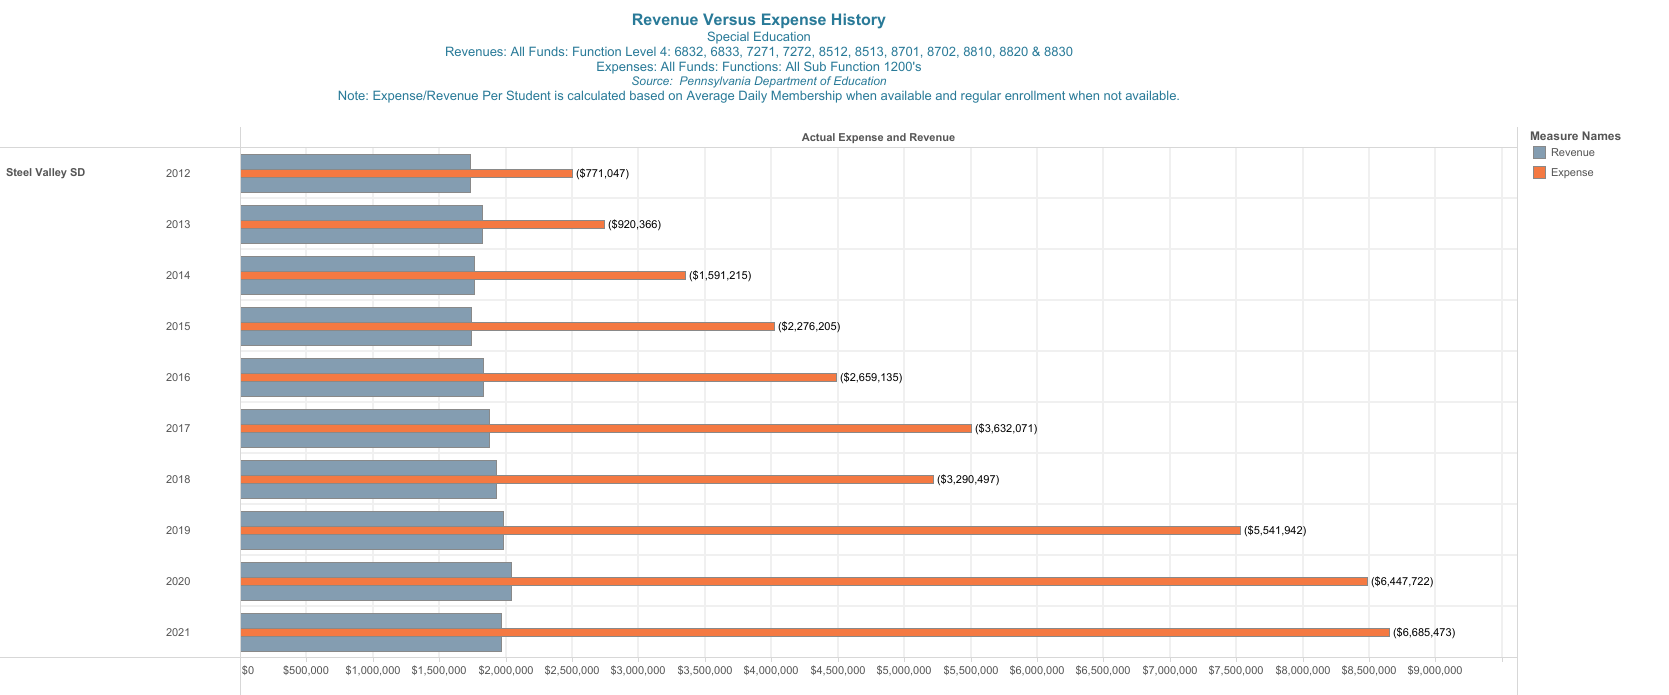 Revenue Versus Expense History
Special Education
Revenues: All Funds: Function Level 4: 6832, 6833, 7271, 7272, 8512, 8513, 8701, 8702, 8810, 8820 & 8830
Expenses: All Funds: Functions: All Sub Function 1200's
Source: Pennsylvania Department of Education
Note: Expense/Revenue Per Student is calculated based on Average Daily Membership when available and regular enrollment when not available.
Actual Expense and Revenue
Measure Names
Revenue
Expense
Steel Valley SD 2012 ($771,047)
2013 ($920,366)
2014 ($1,591,215)
2015 ($2,276,205)
2016 ($2,659,135)
2017 ($3,632,071)
2018 ($3,290,497)
2019 ($5,541,942)
2020 ($6,447,722)
2021 ($6,685,473)
$0 $500,000 $1,000,000 $1,500,000 $2,000,000 $2,500,000 $3,000,000 $3,500,000 $4,000,000 $4,500,000 $5,000,000 $5,500,000 $6,000,000 $6,500,000 $7,000,000 $7,500,000 $8,000,000 $8,500,000 $9,000,000